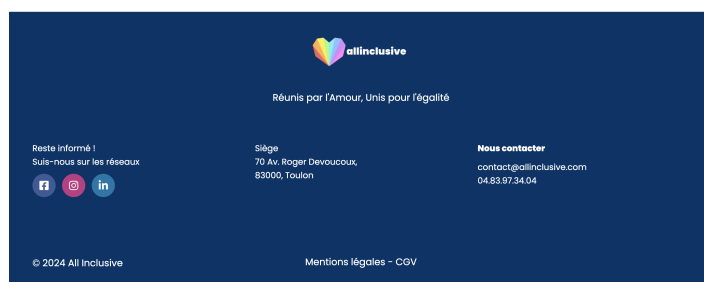 allinclusive
Réunis par l'Amour, Unis pour l'égalité
Reste informé !
Suis-nous sur les réseaux
Siège
70 Av. Roger Devoucoux,
83000, Toulon
Nous contacter
contact@allinclusive.com
04.83.97.34.04
© 2024 All Inclusive
Mentions légales - CGV